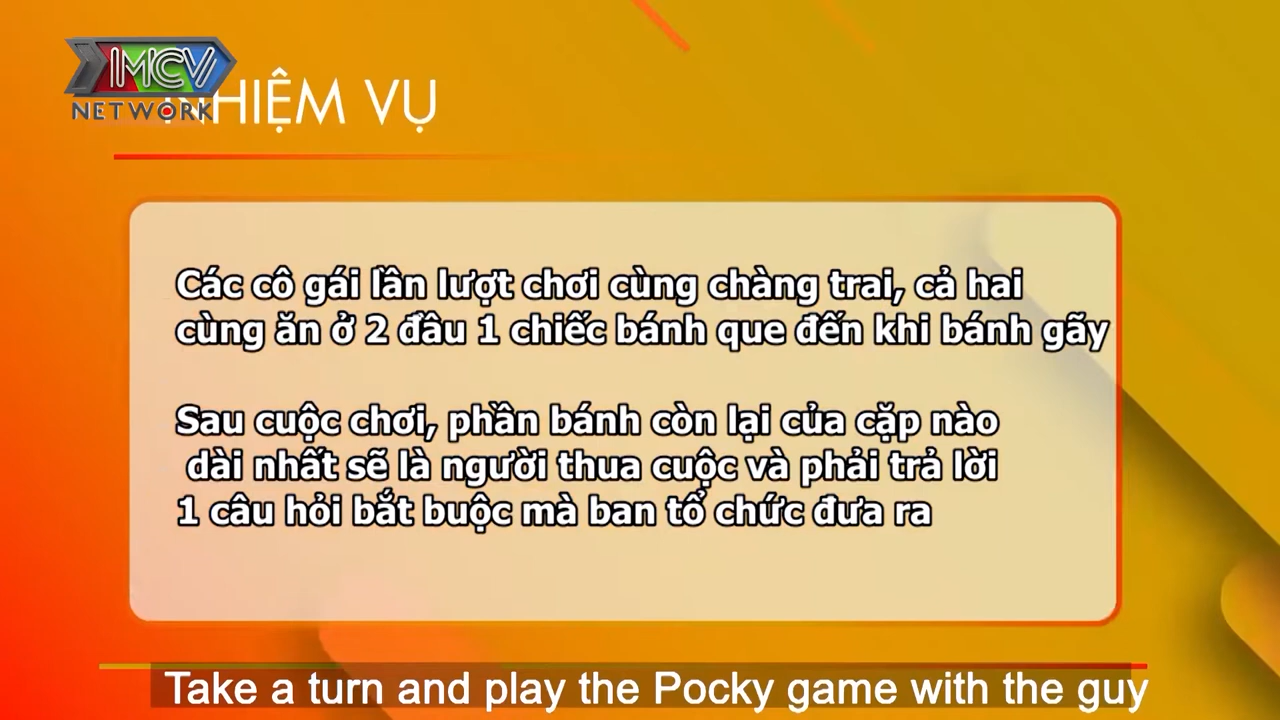 MCV
NETWORK
NHIỆM VỤ
Các cô gái lần lượt chơi cùng chàng trai, cả hai
cùng ăn ở 2 đầu 1 chiếc bánh que đến khi bánh gãy
Sau cuộc chơi, phần bánh còn lại của cặp nào
dài nhất sẽ là người thua cuộc và phải trả lời
1 câu hỏi bắt buộc mà ban tổ chức đưa ra
Take a turn and play the Pocky game with the guy